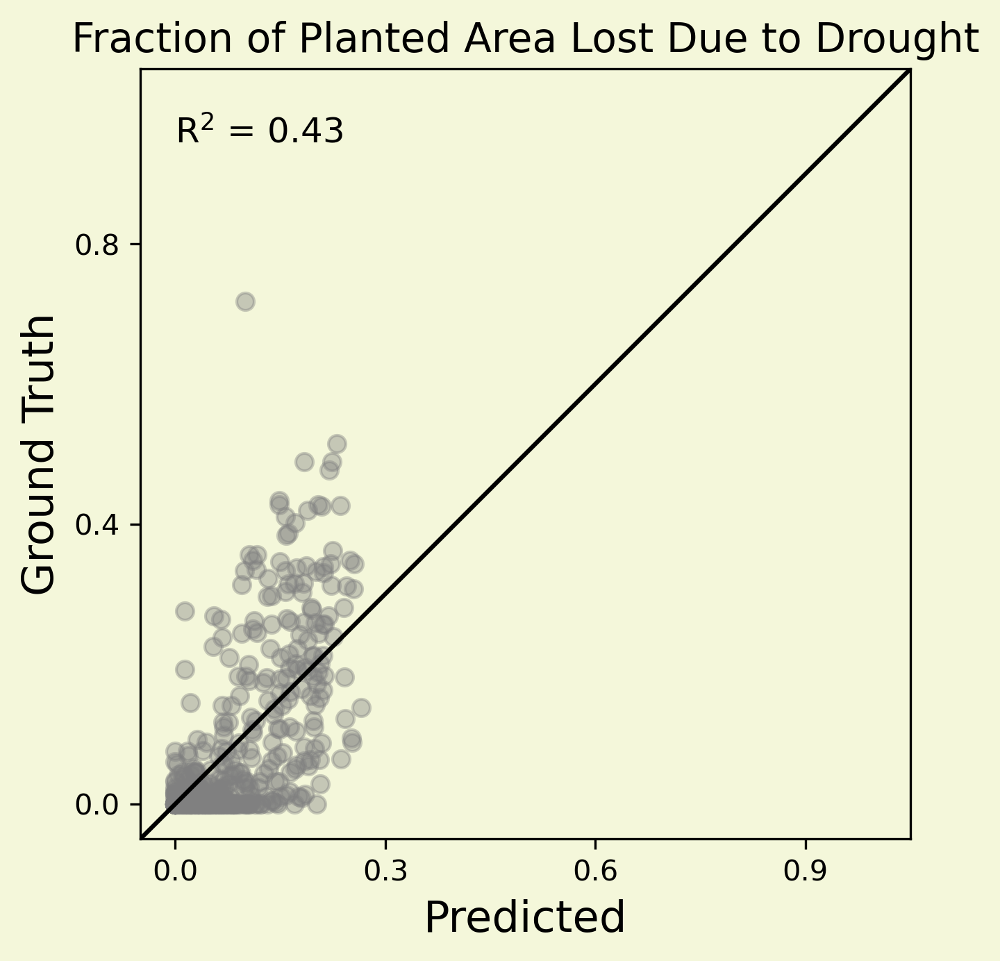 Fraction of Planted Area Lost Due to Drought
R² = 0.43
0.8
0.4
0.0
Ground Truth
0.0 0.3 0.6 0.9
Predicted